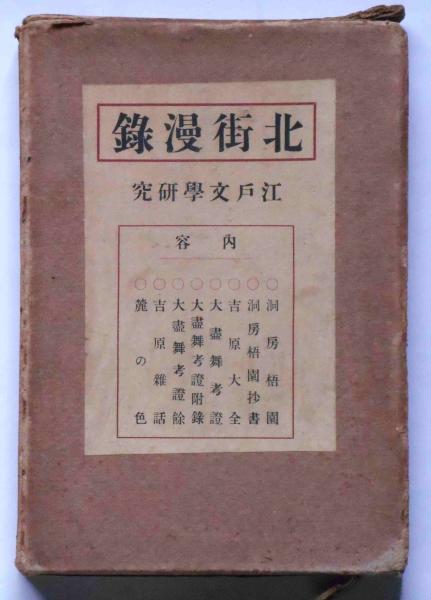 北街漫錄
江戶文學研究
內容
○洞房梧園
○洞房梧園抄書
○吉原大全
○大盡舞考證
○大盡舞考證附錄
○大盡舞考證餘
○吉原雜話
○麓の色